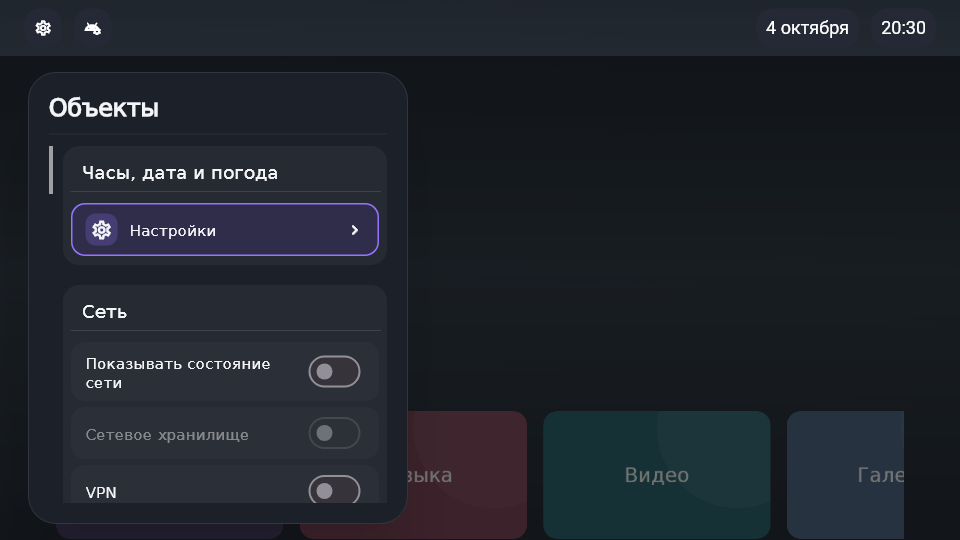 4 октября
20:30
Объекты
Часы, дата и погода
Настройки
Сеть
Показывать состояние
сети
Сетевое хранилище
VPN
Видео